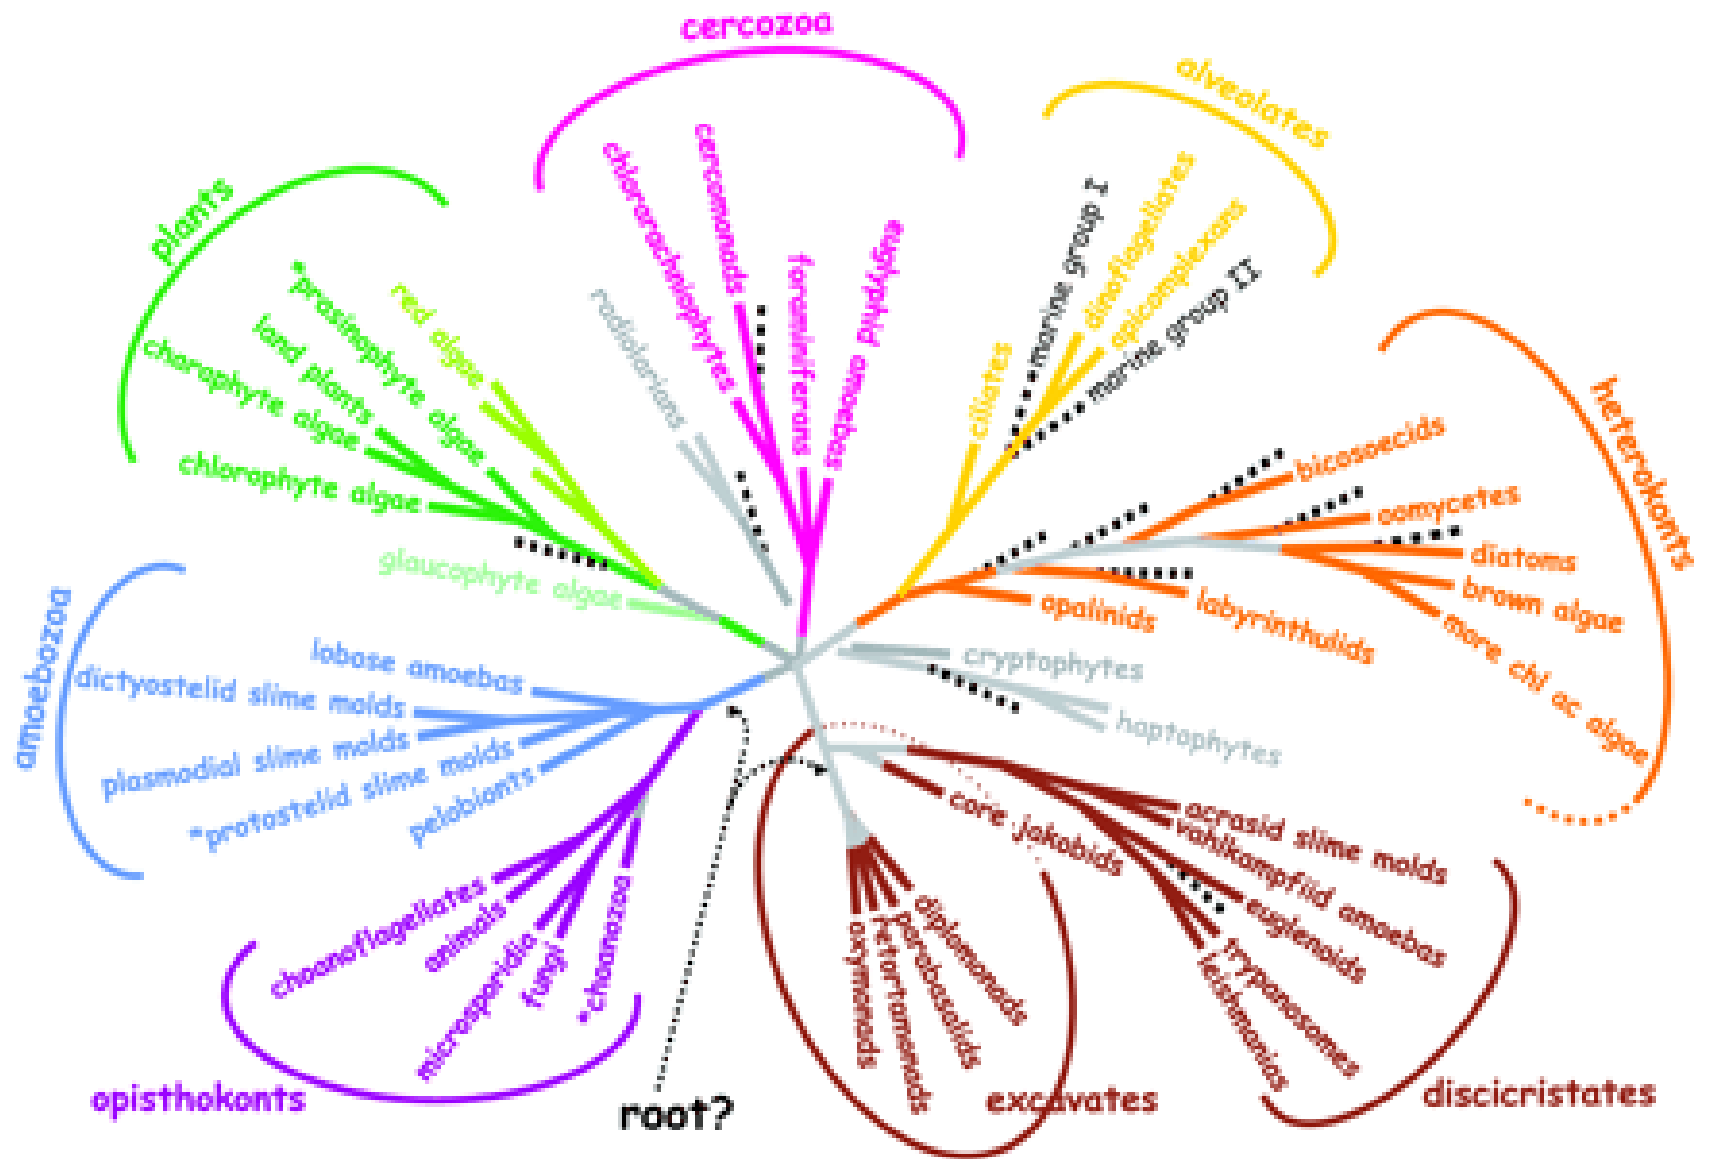 cercozoa
alveolates
plants
heterokonts
amoebozoa
opisthokonts
excavates
discicristates
root?
chlorarachniophytes
cercomonads
foraminiferans
euglyphid amoebas
radiolarians
ciliates
marine group I
dinoflagellates
apicomplexans
marine group II
bicosoecids
oomycetes
diatoms
brown algae
more chl ac algae
labyrinthulids
opalinids
cryptophytes
haptophytes
acrasid slime molds
vahlkampfiid amoebas
euglenoids
trypanosomes
leishmanias
core jakobids
diplomonads
parabasalids
retortamonads
oxymonads
*choanozoa
fungi
microsporidia
animals
choanoflagellates
pelobionts
*protostelid slime molds
plasmodial slime molds
dictyostelid slime molds
lobose amoebas
glaucophyte algae
chlorophyte algae
charophyte algae
land plants
*prasinophyte algae
red algae